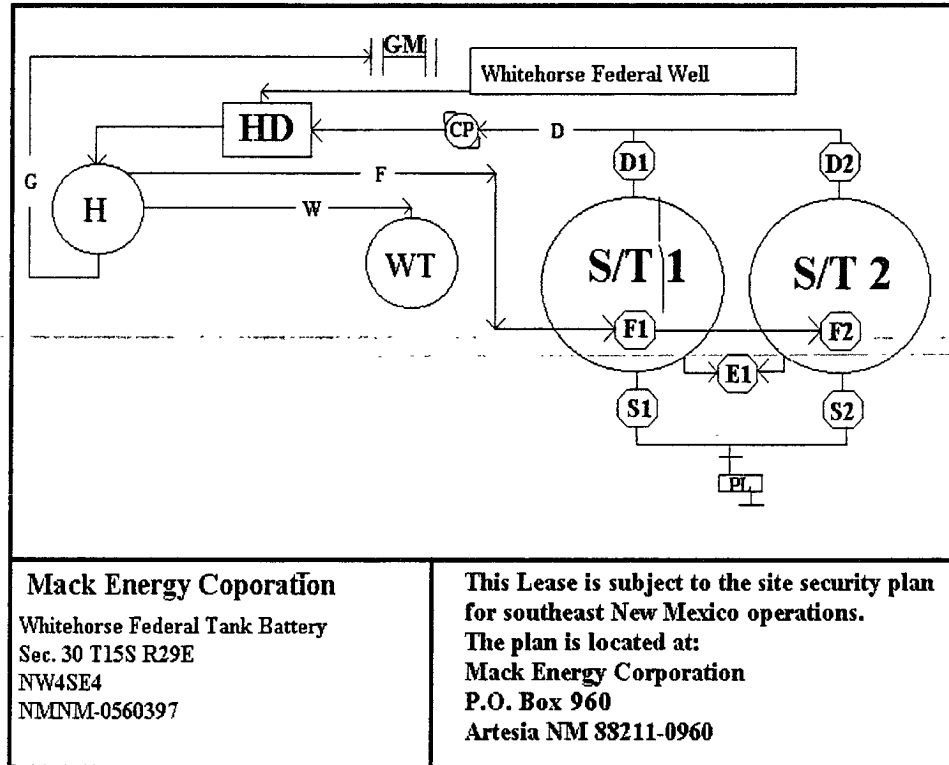 GM
Whitehorse Federal Well
HD
CP
D
D1
D2
G
F
H
W
WT
S/T 1
S/T 2
F1
F2
E1
S1
S2
PL
Mack Energy Coporation
Whitehorse Federal Tank Battery
Sec. 30 T15S R29E
NW4SE4
NMNM-0560397
This Lease is subject to the site security plan
for southeast New Mexico operations.
The plan is located at:
Mack Energy Corporation
P.O. Box 960
Artesia NM 88211-0960